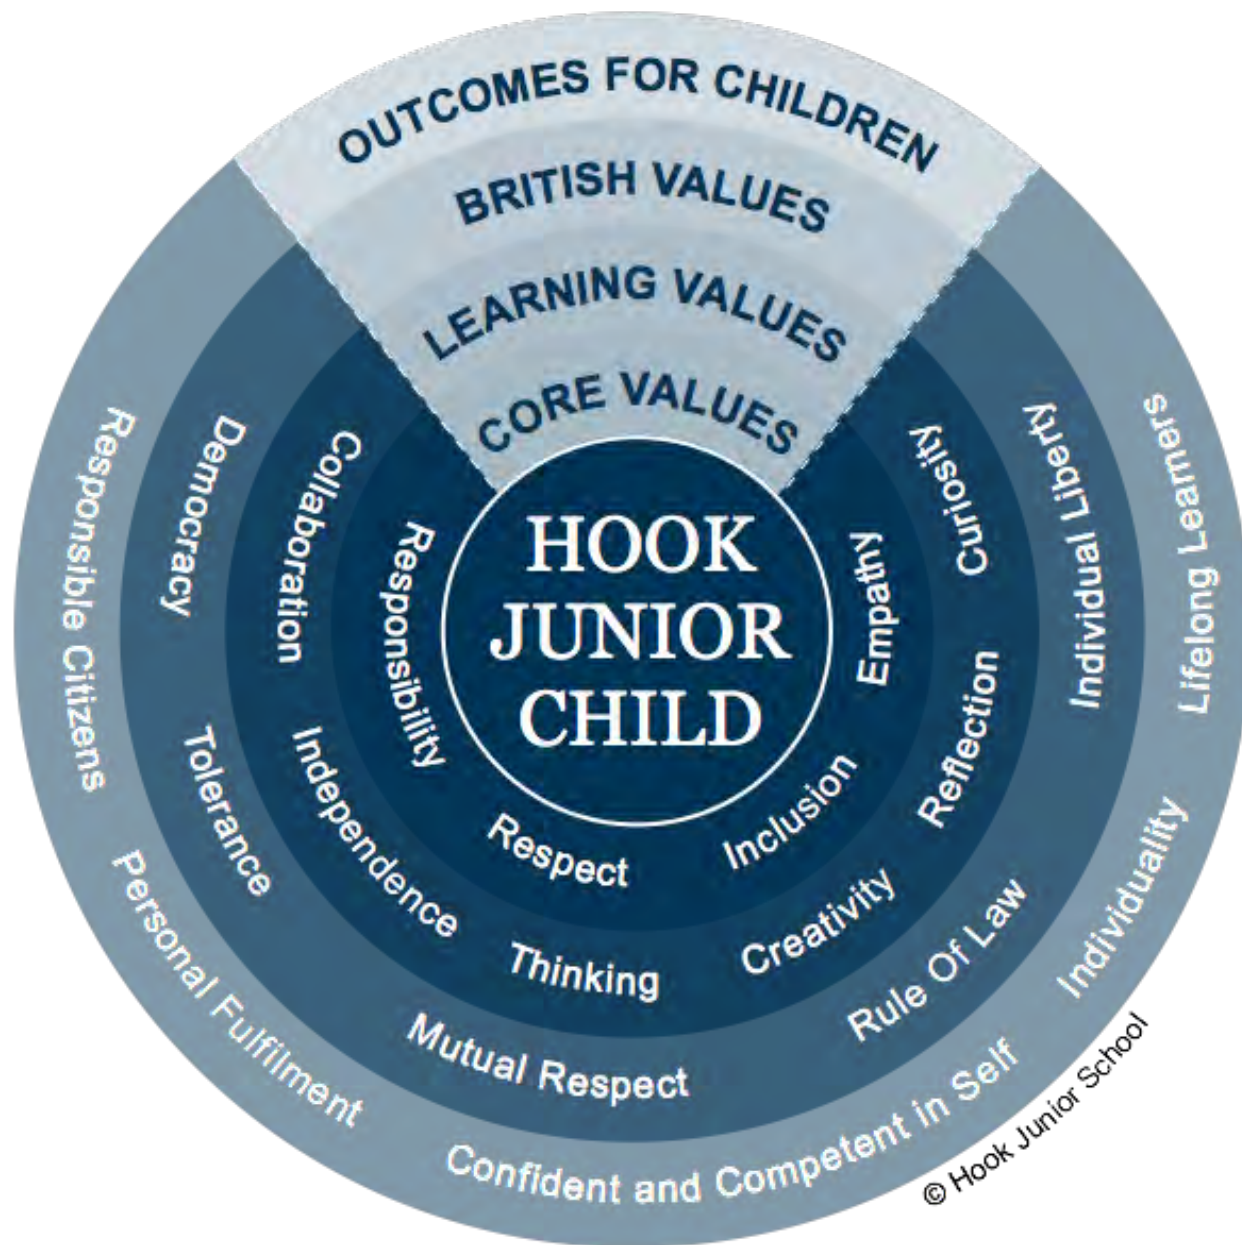 OUTCOMES FOR CHILDREN
BRITISH VALUES
LEARNING VALUES
CORE VALUES
HOOK
JUNIOR
CHILD
Responsibility
Respect
Inclusion
Empathy
Collaboration
Independence
Thinking
Creativity
Reflection
Curiosity
Democracy
Tolerance
Mutual Respect
Rule Of Law
Individual Liberty
Responsible Citizens
Personal Fulfilment
Confident and Competent in Self
Individuality
Lifelong Learners
© Hook Junior School